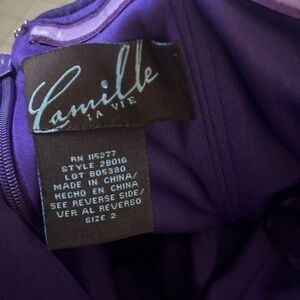 Camille
LA VIE
RN 115277
STYLE 28016
LOT 805380
MADE IN CHINA/
HECHO EN CHINA
SEE REVERSE SIDE/
VER AL REVERSO
SIZE 2